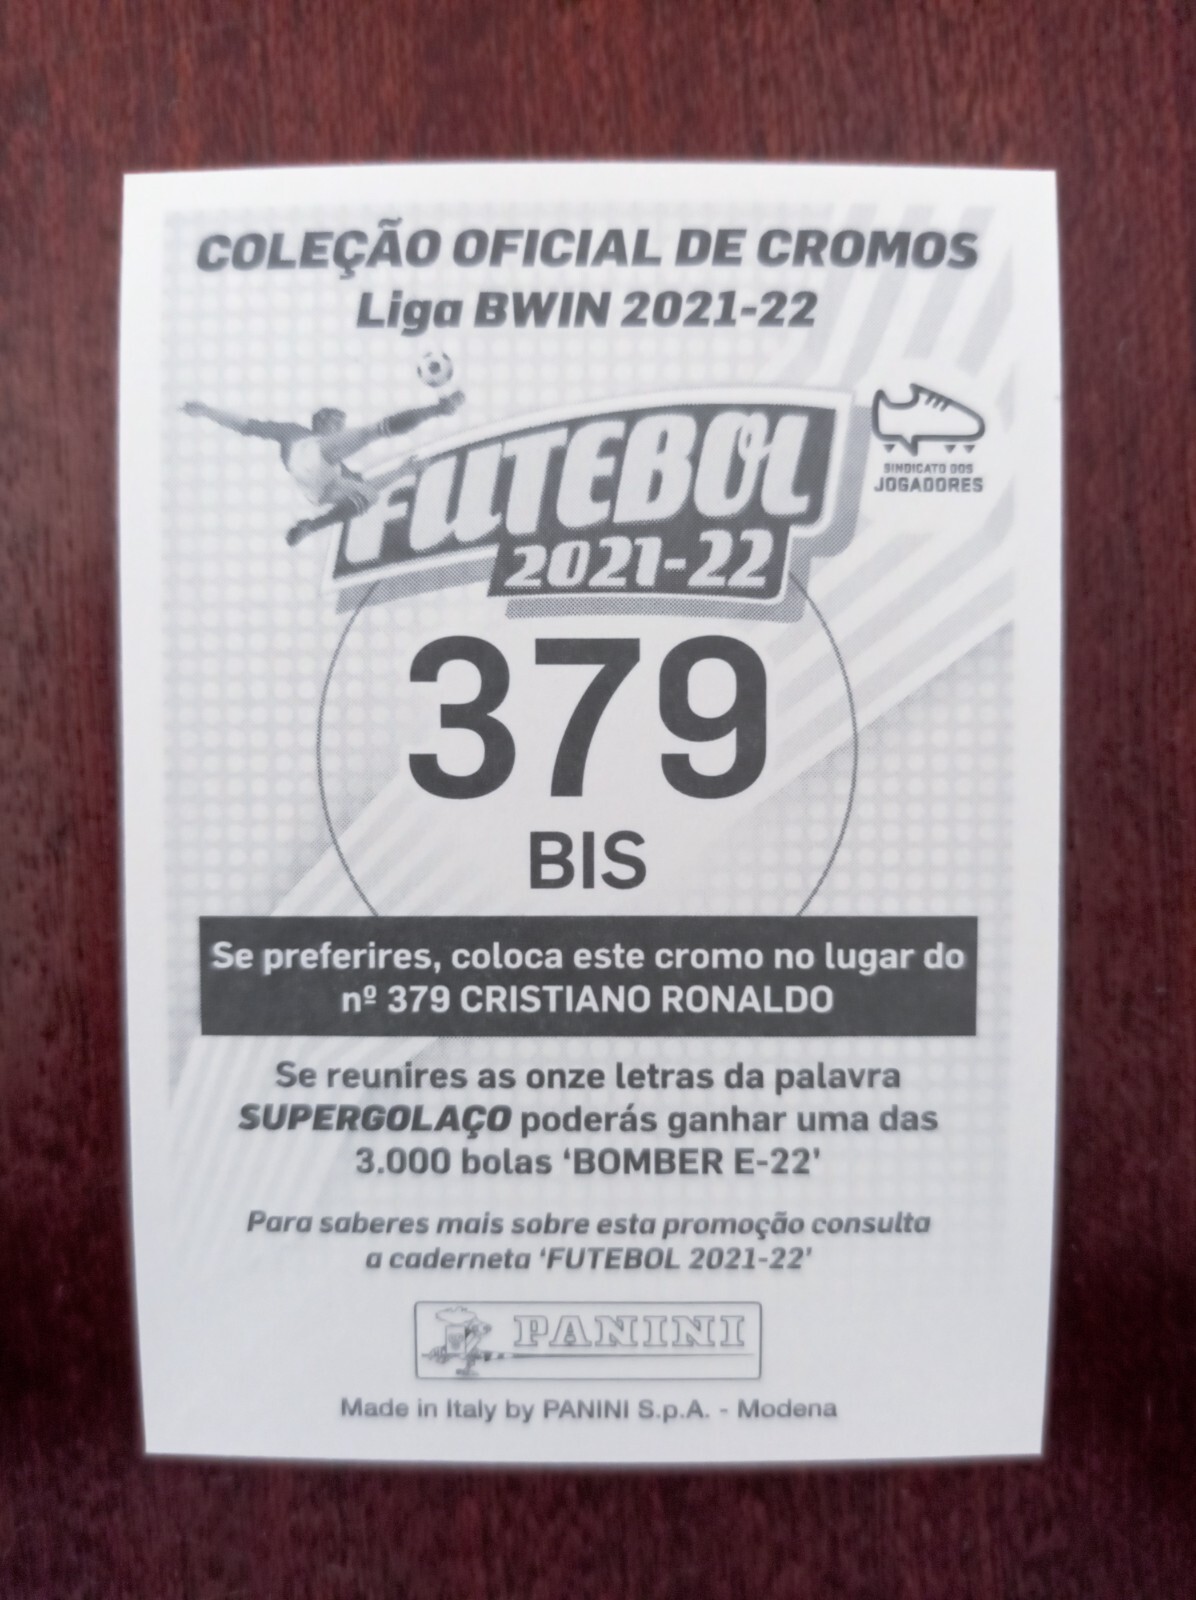 COLEÇÃO OFICIAL DE CROMOS
Liga BWIN 2021-22
FUTEBOL
2021-22
SINDICATO DOS
JOGADORES
379
BIS
Se preferires, coloca este cromo no lugar do
nº 379 CRISTIANO RONALDO
Se reunires as onze letras da palavra
SUPERGOLAÇO poderás ganhar uma das
3.000 bolas ‘BOMBER E-22’
Para saberes mais sobre esta promoção consulta
a caderneta ‘FUTEBOL 2021-22’
PANINI
Made in Italy by PANINI S.p.A. - Modena